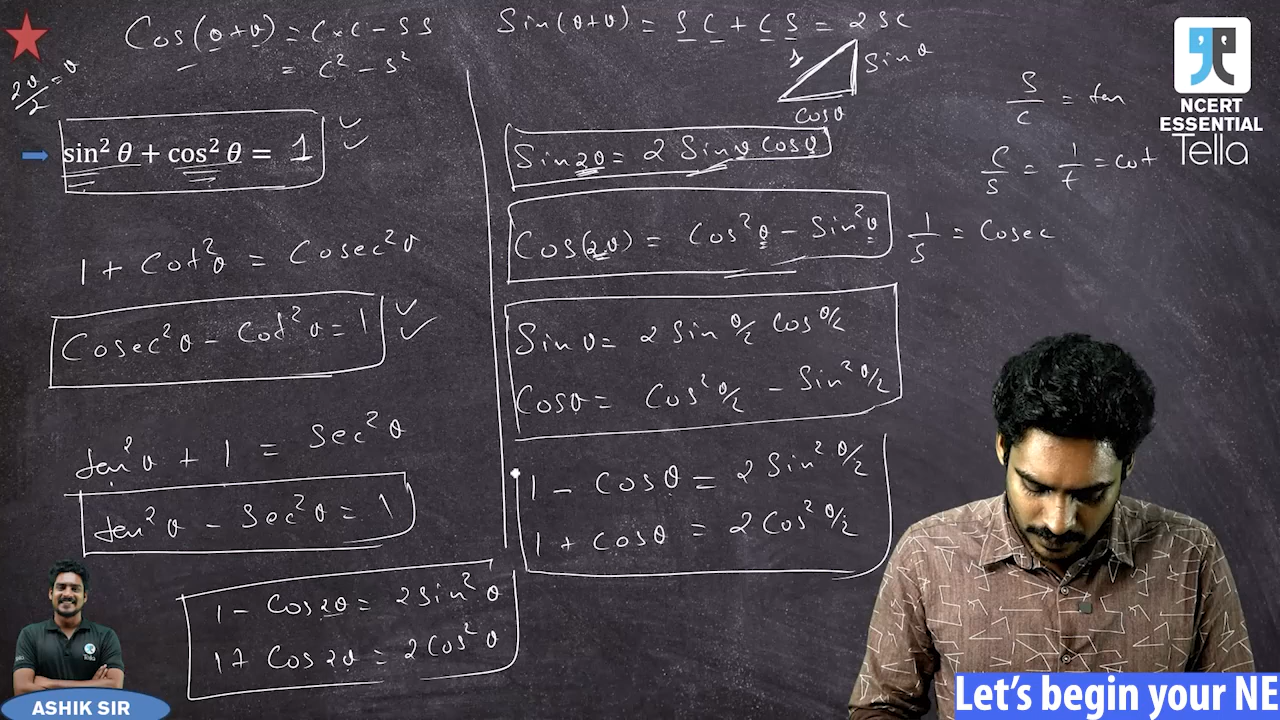 Cos(θ+θ) = C×C - SS
= C² - S²
2θ/2 = θ
sin² θ + cos² θ = 1
1 + Cot²θ = Cosec²θ
Cosec²θ - Cot²θ = 1
tan²θ + 1 = Sec²θ
tan²θ - Sec²θ = 1
1 - Cos2θ = 2Sin²θ
1+ Cos2θ = 2Cos²θ
Sin(θ+θ) = SC + CS = 2SC
1
Sinθ
Cosθ
Sin2θ = 2 Sinθ Cosθ
Cos(2θ) = Cos²θ - Sin²θ
Sinθ = 2 Sin θ/2 Cos θ/2
Cosθ = Cos² θ/2 - Sin² θ/2
1 - Cosθ = 2 Sin² θ/2
1 + Cosθ = 2 Cos² θ/2
S/C = tan
C/S = 1/t = Cot
1/S = Cosec
NCERT
ESSENTIAL
Tella
Tella
ASHIK SIR
Let's begin your NE